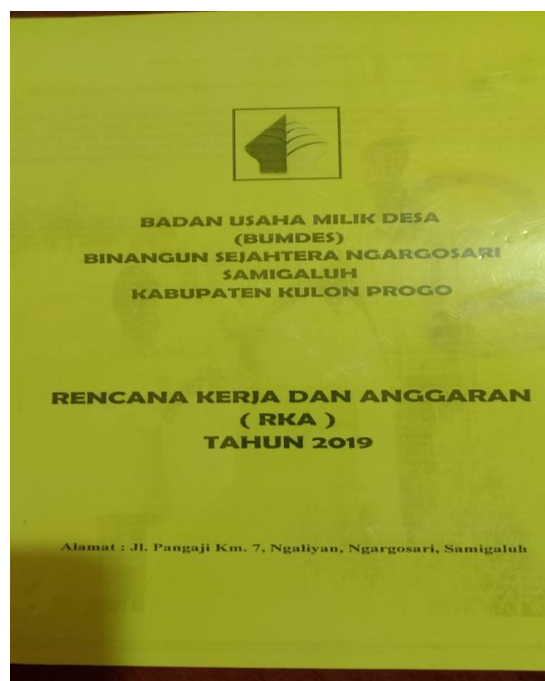 BADAN USAHA MILIK DESA
(BUMDES)
BINANGUN SEJAHTERA NGARGOSARI
SAMIGALUH
KABUPATEN KULON PROGO
RENCANA KERJA DAN ANGGARAN
( RKA )
TAHUN 2019
Alamat : Jl. Pangaji Km. 7, Ngaliyan, Ngargosari, Samigaluh